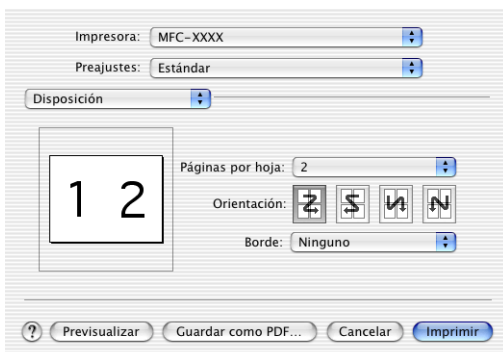 Impresora: MFC-XXXX
Preajustes: Estándar
Disposición
1 2
Páginas por hoja: 2
Orientación:
Borde: Ninguno
? Previsualizar Guardar como PDF... Cancelar Imprimir